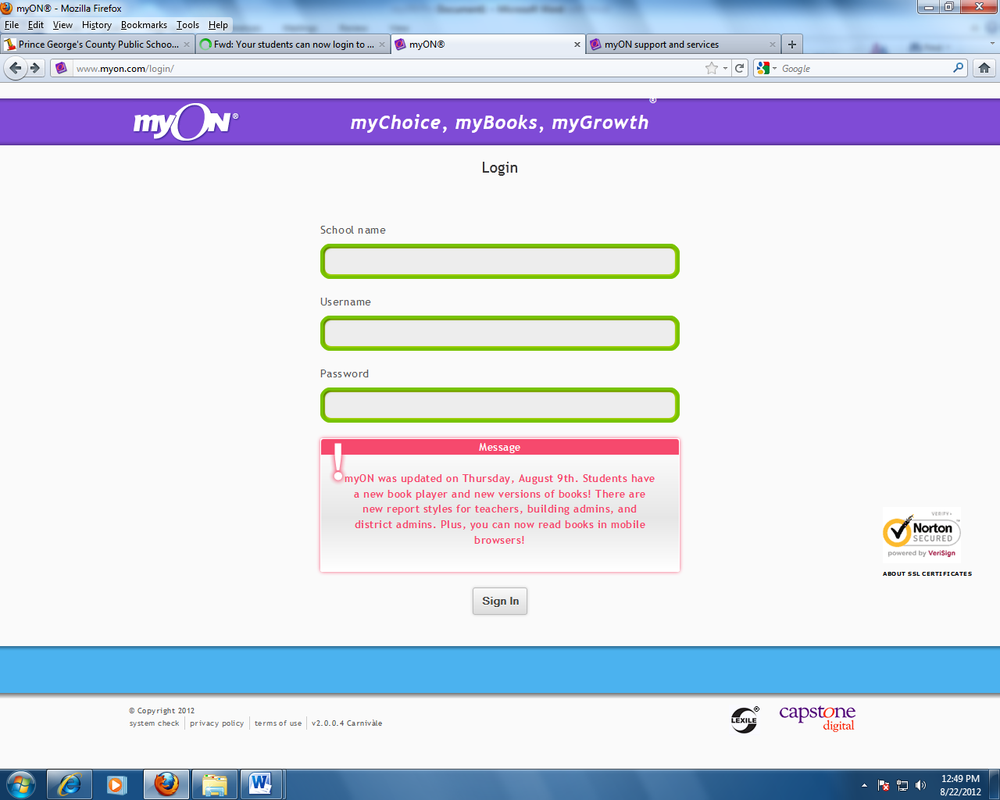 myON® - Mozilla Firefox
File Edit View History Bookmarks Tools Help
Prince George's County Public Schoo... Fwd: Your students can now login to ... myON® myON support and services
www.myon.com/login/ Google
myON® myChoice, myBooks, myGrowth®
Login
School name
Username
Password
Message
! myON was updated on Thursday, August 9th. Students have
a new book player and new versions of books! There are
new report styles for teachers, building admins, and
district admins. Plus, you can now read books in mobile
browsers!
VERIFY▸
Norton™
SECURED
powered by VeriSign
ABOUT SSL CERTIFICATES
Sign In
© Copyright 2012
system check privacy policy terms of use v2.0.0.4 Carnivàle
LEXILE®
capstone
digital
12:49 PM
8/22/2012